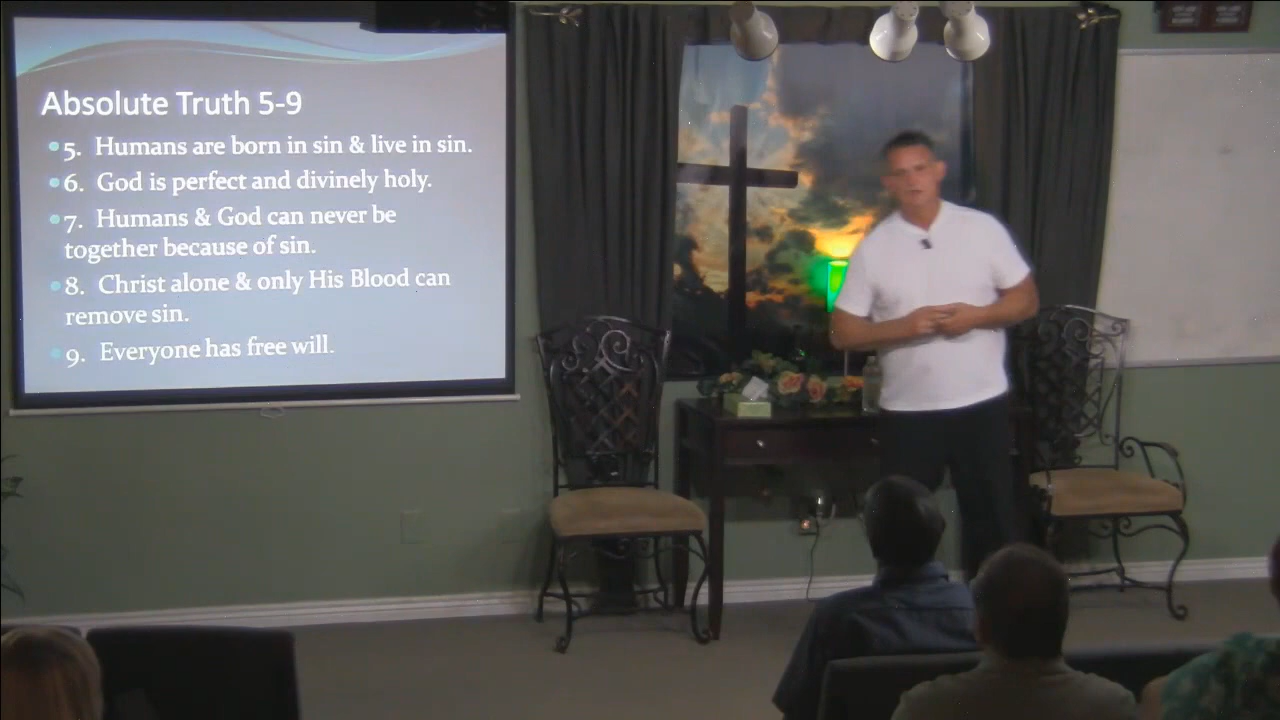 Absolute Truth 5-9
5. Humans are born in sin & live in sin.
6. God is perfect and divinely holy.
7. Humans & God can never be
together because of sin.
8. Christ alone & only His Blood can
remove sin.
9. Everyone has free will.